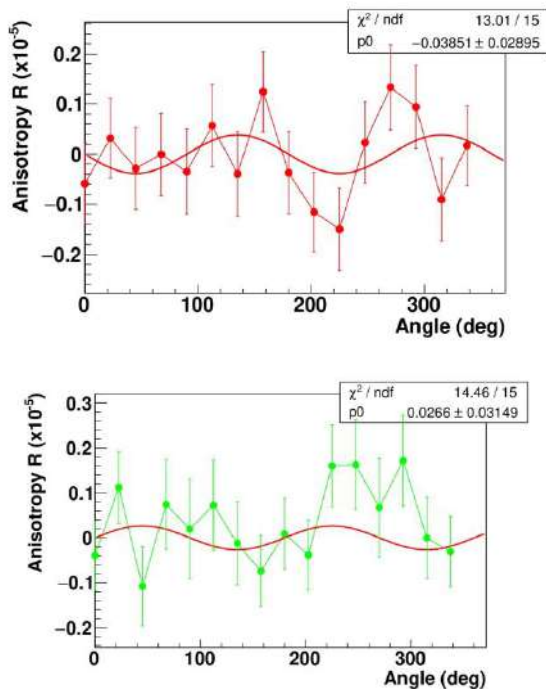 χ² / ndf 13.01 / 15
p0 −0.03851 ± 0.02895
Anisotropy R (x10⁻⁵)
0.2
0.1
0
−0.1
−0.2
0 100 200 300
Angle (deg)
χ² / ndf 14.46 / 15
p0 0.0266 ± 0.03149
Anisotropy R (x10⁻⁵)
0.3
0.2
0.1
0
−0.1
−0.2
0 100 200 300
Angle (deg)